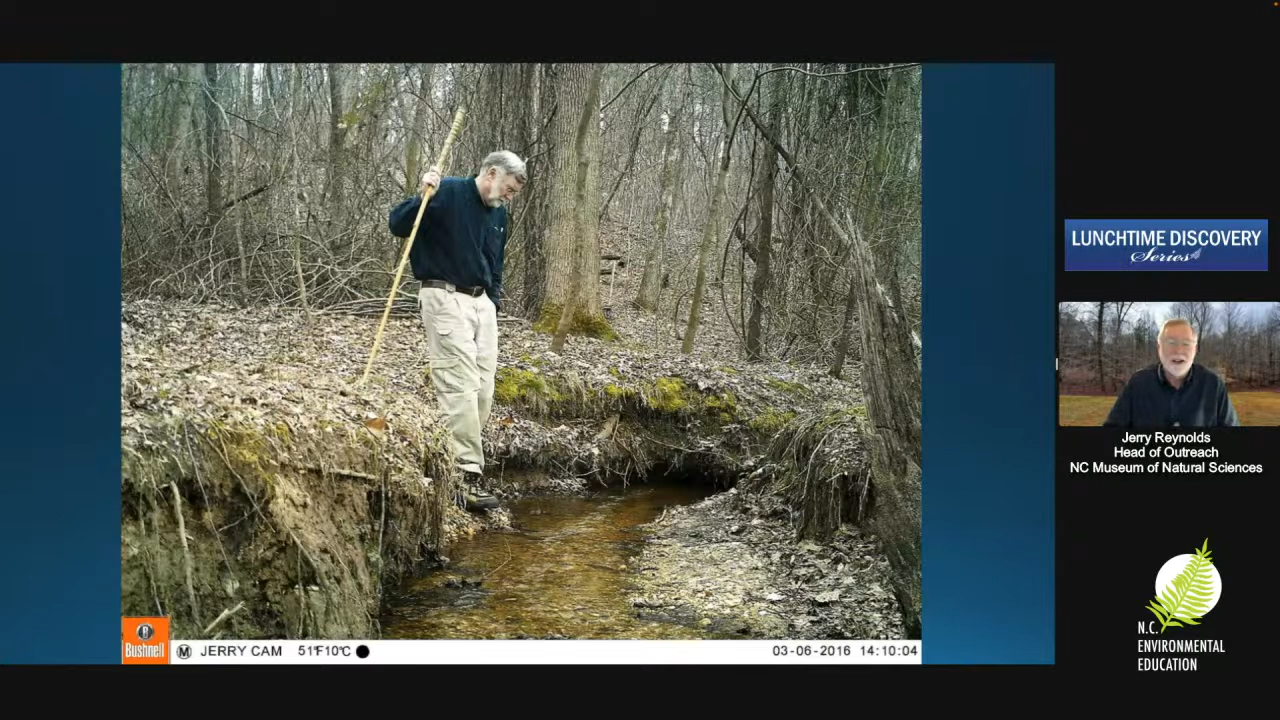 LUNCHTIME DISCOVERY
Series
Jerry Reynolds
Head of Outreach
NC Museum of Natural Sciences
N.C.
ENVIRONMENTAL
EDUCATION
B
Bushnell
M JERRY CAM 51°F10°C 03-06-2016 14:10:04